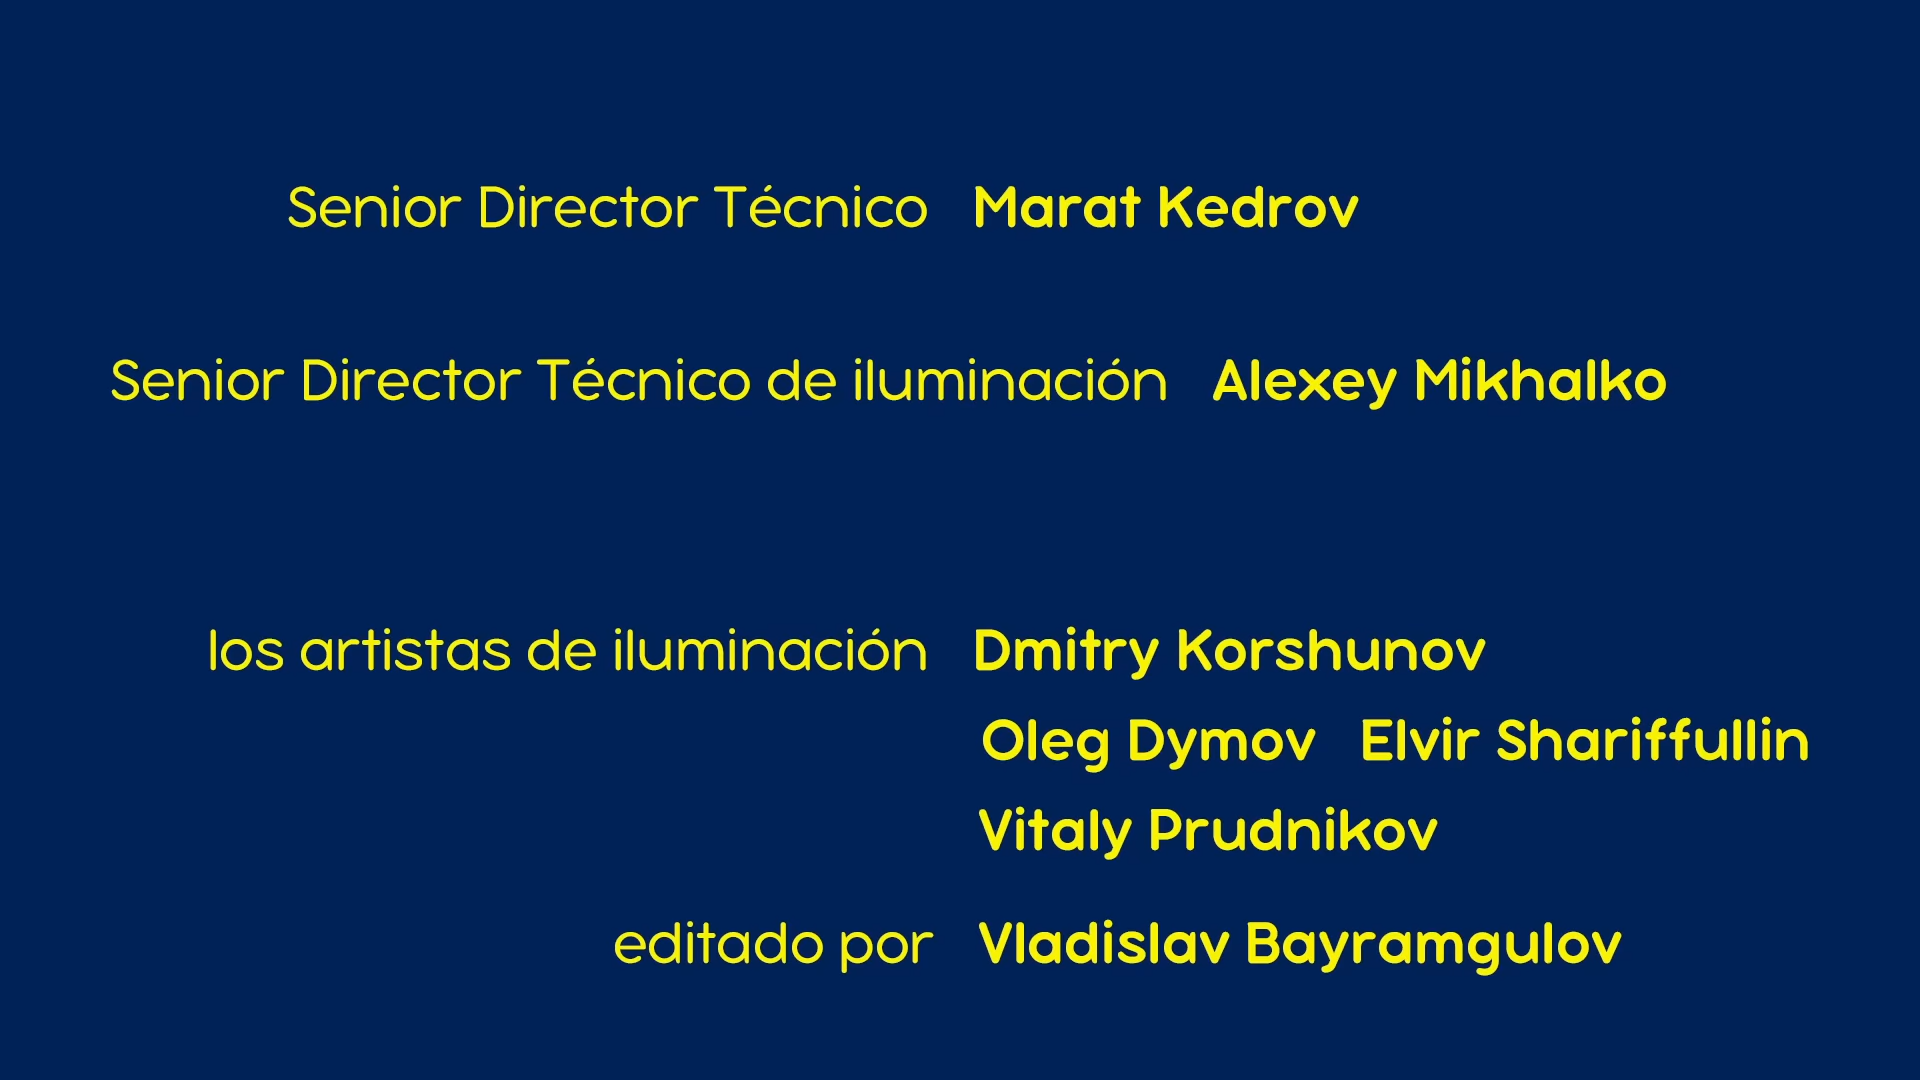 Senior Director Técnico Marat Kedrov
Senior Director Técnico de iluminación Alexey Mikhalko
los artistas de iluminación Dmitry Korshunov
Oleg Dymov Elvir Shariffullin
Vitaly Prudnikov
editado por Vladislav Bayramgulov